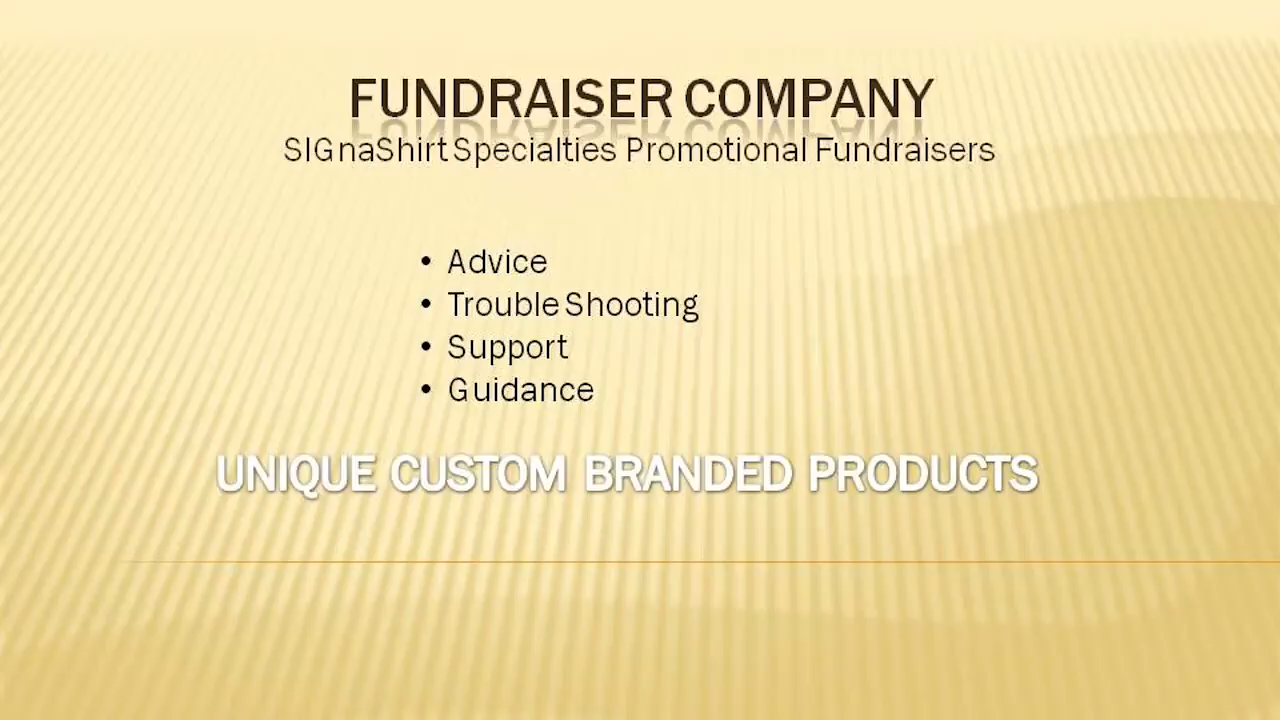 FUNDRAISER COMPANY
SIGnaShirt Specialties Promotional Fundraisers
• Advice
• Trouble Shooting
• Support
• Guidance
UNIQUE CUSTOM BRANDED PRODUCTS